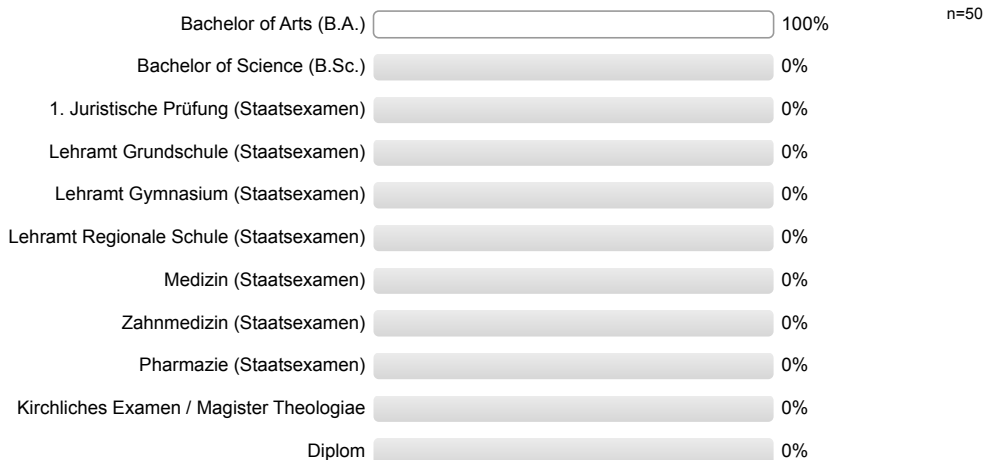 Bachelor of Arts (B.A.) 100% n=50
Bachelor of Science (B.Sc.) 0%
1. Juristische Prüfung (Staatsexamen) 0%
Lehramt Grundschule (Staatsexamen) 0%
Lehramt Gymnasium (Staatsexamen) 0%
Lehramt Regionale Schule (Staatsexamen) 0%
Medizin (Staatsexamen) 0%
Zahnmedizin (Staatsexamen) 0%
Pharmazie (Staatsexamen) 0%
Kirchliches Examen / Magister Theologiae 0%
Diplom 0%